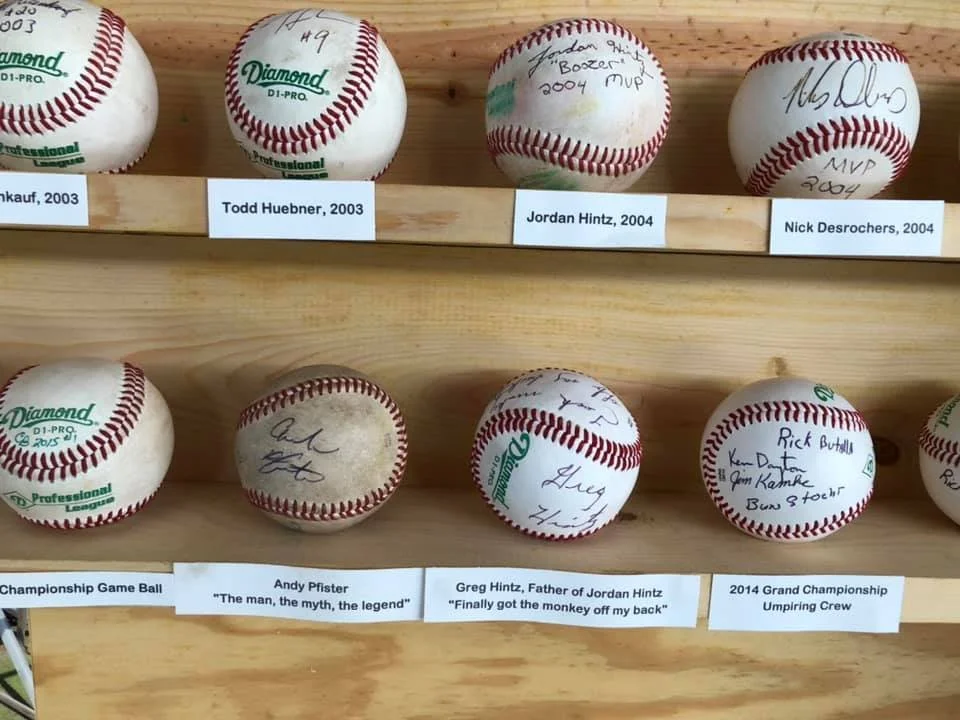 #20
2003
Diamond
D1-PRO.
Professional
League
#9
Diamond
D1-PRO.
Professional
League
Jordan Hintz
"Boozer"
2004 MVP
MVP
2004
nkauf, 2003
Todd Huebner, 2003
Jordan Hintz, 2004
Nick Desrochers, 2004
Diamond
D1-PRO.
2015
Professional
League
Diamond
D1-PRO.
Greg
Hintz
Rick Butalla
Ken Dayton
Jim Kamke
Championship Game Ball
Andy Pfister
"The man, the myth, the legend"
Greg Hintz, Father of Jordan Hintz
"Finally got the monkey off my back"
2014 Grand Championship
Umpiring Crew